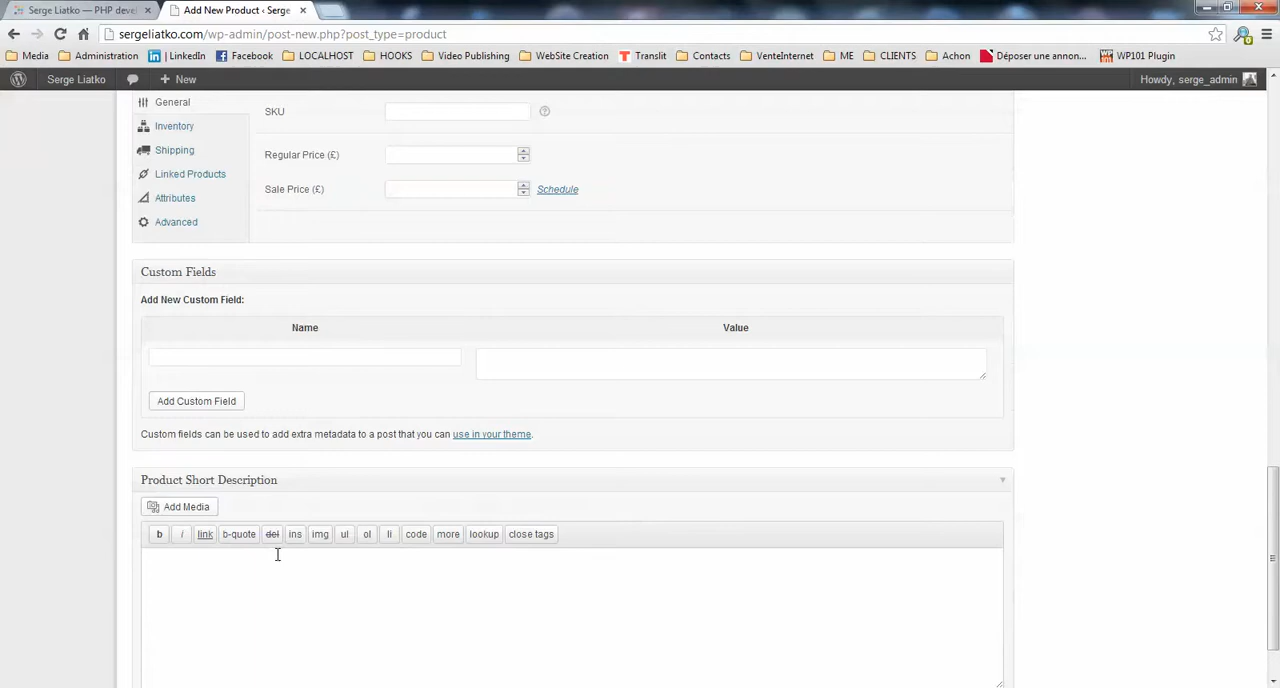 Serge Liatko — PHP devel
Add New Product ‹ Serge
sergeliatko.com/wp-admin/post-new.php?post_type=product
Media Administration LinkedIn Facebook LOCALHOST HOOKS Video Publishing WebSite Creation Translit Contacts VenteInternet ME CLIENTS Achon Déposer une annon... WP101 Plugin
Serge Liatko + New Howdy, serge_admin
General
SKU
Inventory
Regular Price (£)
Shipping
Linked Products
Sale Price (£) Schedule
Attributes
Advanced
Custom Fields
Add New Custom Field:
Name Value
Add Custom Field
Custom fields can be used to add extra metadata to a post that you can use in your theme.
Product Short Description
Add Media
b i link b-quote del ins img ul ol li code more lookup close tags